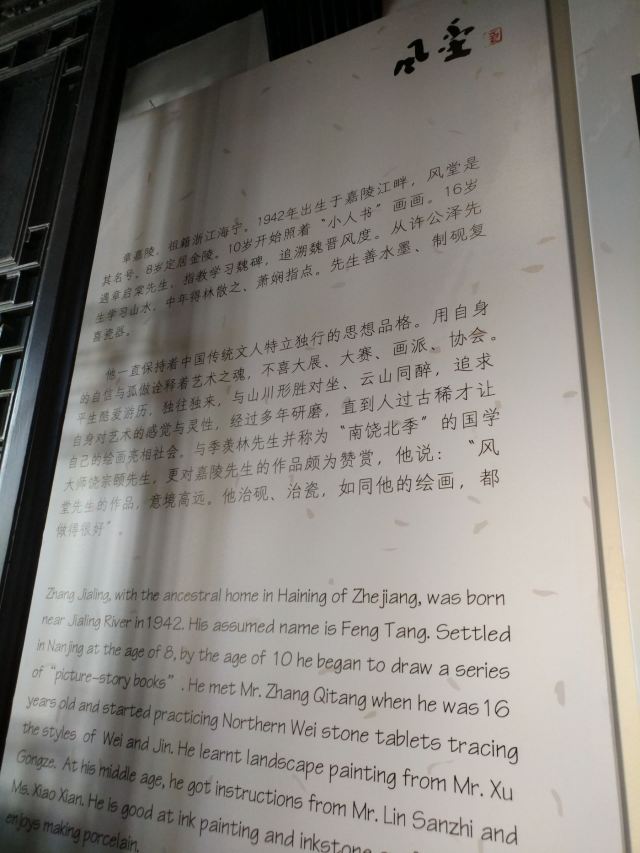 风堂
章嘉陵，祖籍浙江海宁。1942年出生于嘉陵江畔，风堂是
其名号。8岁定居金陵。10岁开始照着“小人书”画画。16岁
遇章启棠先生，指教学习魏碑，追溯魏晋风度。从许公泽先
生学习山水，中年得林散之、萧娴指点。先生善水墨、制砚复
喜瓷器。
他一直保持着中国传统文人特立独行的思想品格。用自身
的自信与孤傲诠释着艺术之魂，不喜大展、大赛、画派、协会。
平生酷爱游历，独往独来，与山川形胜对坐、云山同醉，追求
自身对艺术的感觉与灵性，经过多年研磨，直到人过古稀才让
自己的绘画亮相社会。与季羡林先生并称为“南饶北季”的国学
大师饶宗颐先生，更对嘉陵先生的作品颇为赞赏，他说：“风
堂先生的作品，意境高远。他治砚、治瓷，如同他的绘画，都
做得很好”。
Zhang Jialing, with the ancestral home in Haining of Zhejiang, was born
near Jialing River in 1942. His assumed name is Feng Tang. Settled
in Nanjing at the age of 8, by the age of 10 he began to draw a series
of “picture-story books”. He met Mr. Zhang Qitang when he was 16
years old and started practicing Northern Wei stone tablets tracing
the styles of Wei and Jin. He learnt landscape painting from Mr. Xu
Gongze. At his middle age, he got instructions from Mr. Lin Sanzhi and
Ms. Xiao Xian. He is good at ink painting and inkstone
enjoys making porcelain.